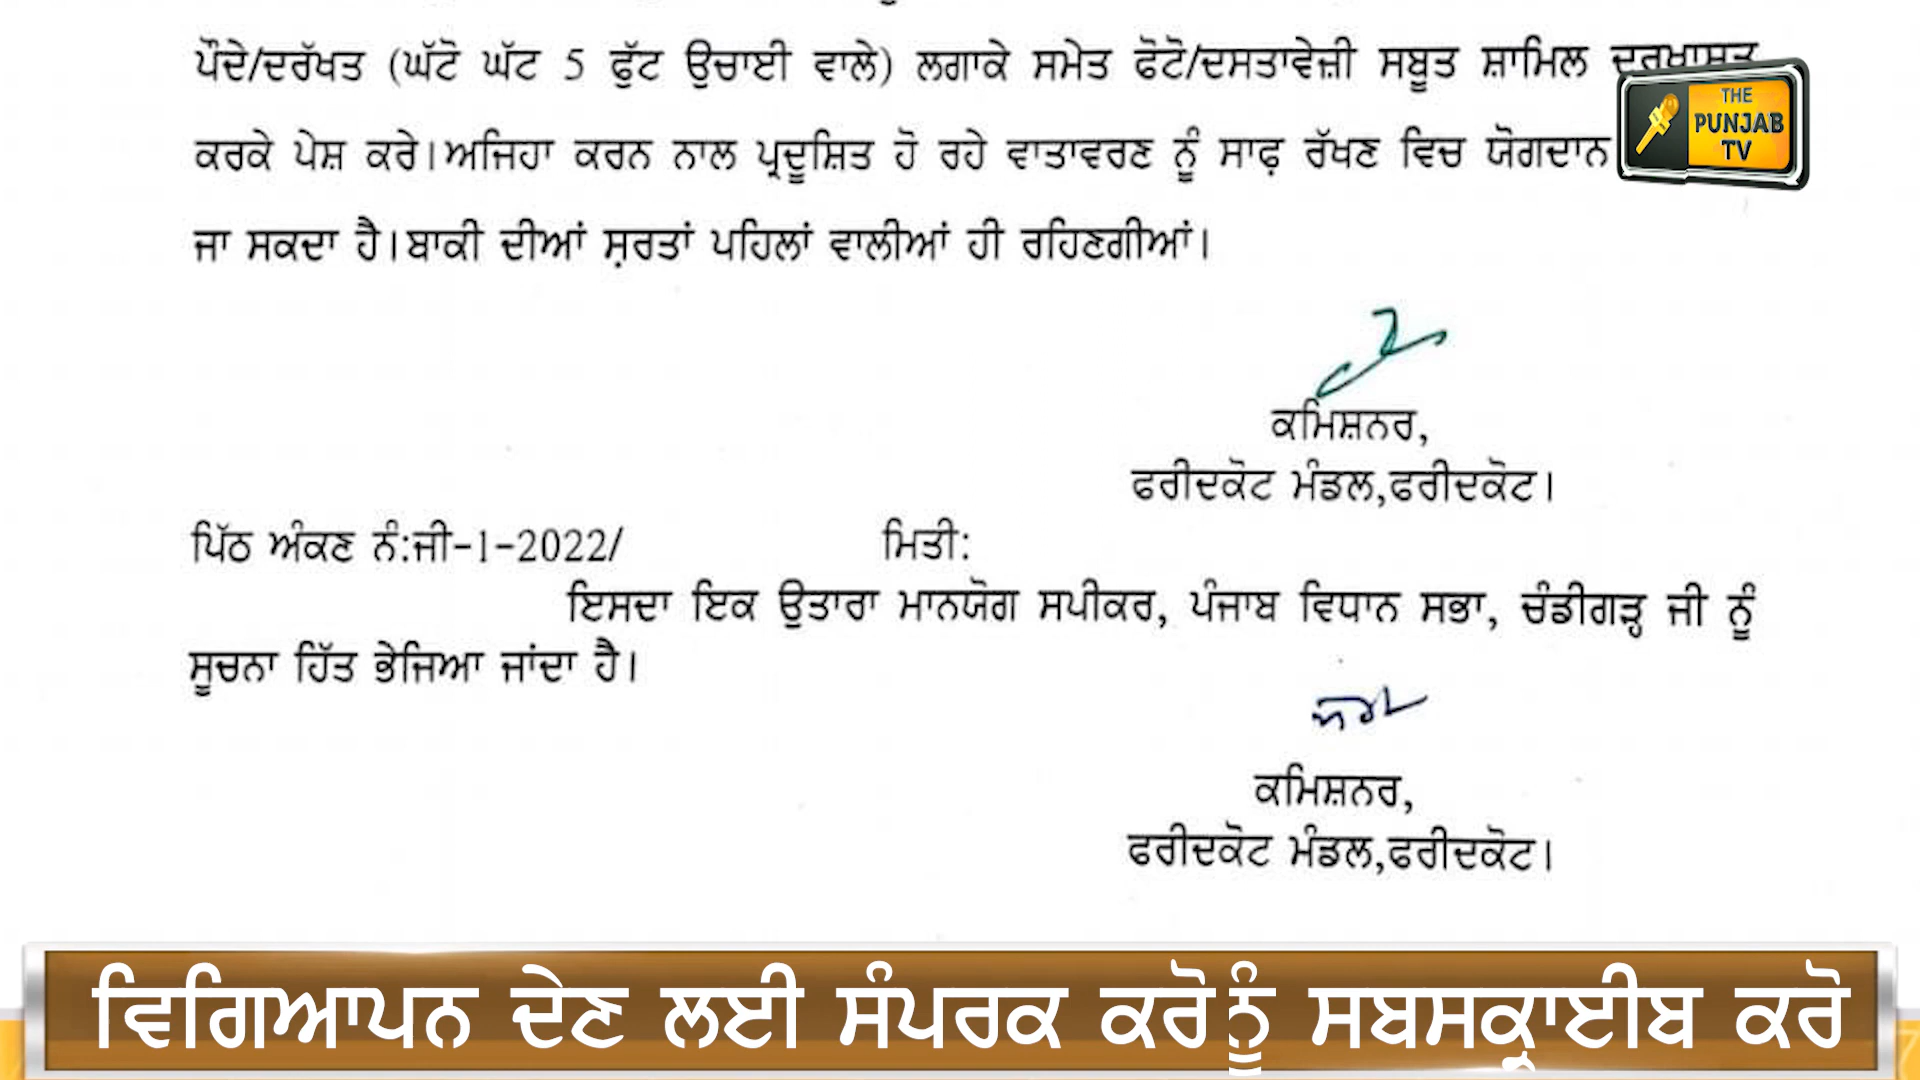 ਪੌਦੇ/ਦਰੱਖਤ (ਘੱਟੋ ਘੱਟ 5 ਫੁੱਟ ਉਚਾਈ ਵਾਲੇ) ਲਗਾਕੇ ਸਮੇਤ ਫੋਟੋ/ਦਸਤਾਵੇਜ਼ੀ ਸਬੂਤ ਸ਼ਾਮਿਲ ਦਰਖਾਸਤ
ਕਰਕੇ ਪੇਸ਼ ਕਰੇ।ਅਜਿਹਾ ਕਰਨ ਨਾਲ ਪ੍ਰਦੂਸ਼ਿਤ ਹੋ ਰਹੇ ਵਾਤਾਵਰਣ ਨੂੰ ਸਾਫ਼ ਰੱਖਣ ਵਿਚ ਯੋਗਦਾਨ
ਜਾ ਸਕਦਾ ਹੈ।ਬਾਕੀ ਦੀਆਂ ਸ਼ਰਤਾਂ ਪਹਿਲਾਂ ਵਾਲੀਆਂ ਹੀ ਰਹਿਣਗੀਆਂ।
THE
PUNJAB
TV
ਕਮਿਸ਼ਨਰ,
ਫਰੀਦਕੋਟ ਮੰਡਲ,ਫਰੀਦਕੋਟ।
ਪਿੱਠ ਅੰਕਣ ਨੰ:ਜੀ-1-2022/ ਮਿਤੀ:
ਇਸਦਾ ਇਕ ਉਤਾਰਾ ਮਾਨਯੋਗ ਸਪੀਕਰ, ਪੰਜਾਬ ਵਿਧਾਨ ਸਭਾ, ਚੰਡੀਗੜ੍ਹ ਜੀ ਨੂੰ
ਸੂਚਨਾ ਹਿੱਤ ਭੇਜਿਆ ਜਾਂਦਾ ਹੈ।
ਕਮਿਸ਼ਨਰ,
ਫਰੀਦਕੋਟ ਮੰਡਲ,ਫਰੀਦਕੋਟ।
ਵਿਗਿਆਪਨ ਦੇਣ ਲਈ ਸੰਪਰਕ ਕਰੋ ਨੂੰ ਸਬਸਕ੍ਰਾਈਬ ਕਰੋ